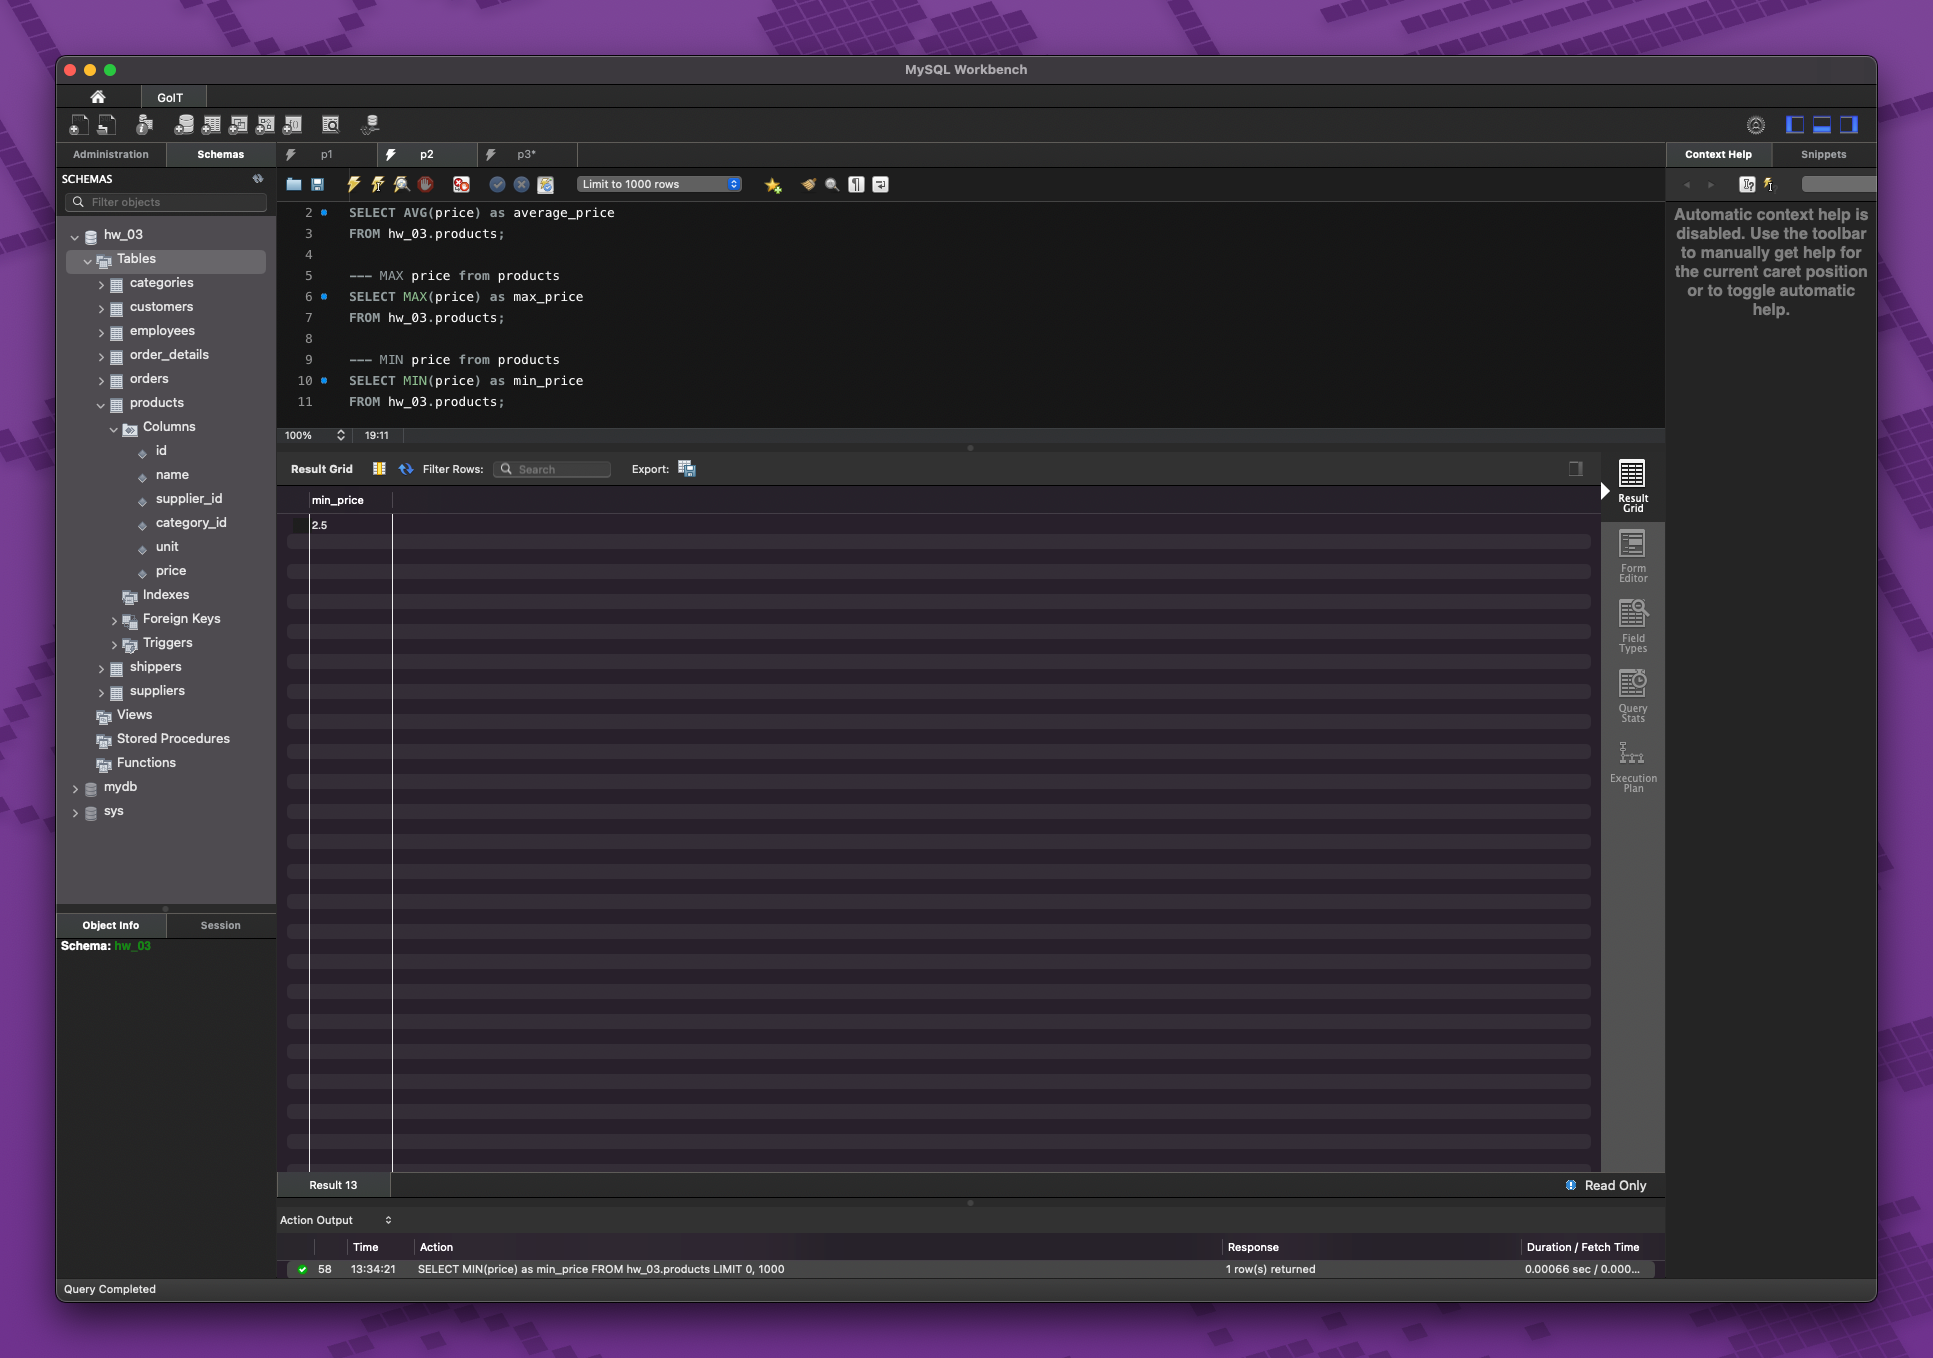 MySQL Workbench
GoIT
Administration
Schemas
p1
p2
p3*
Context Help
Snippets
SCHEMAS
Filter objects
Limit to 1000 rows
hw_03
Tables
categories
customers
employees
order_details
orders
products
Columns
id
name
supplier_id
category_id
unit
price
Indexes
Foreign Keys
Triggers
shippers
suppliers
Views
Stored Procedures
Functions
mydb
sys
Object Info
Session
Schema: hw_03
2 SELECT AVG(price) as average_price
3 FROM hw_03.products;
4
5 --- MAX price from products
6 SELECT MAX(price) as max_price
7 FROM hw_03.products;
8
9 --- MIN price from products
10 SELECT MIN(price) as min_price
11 FROM hw_03.products;
100%
19:11
Result Grid
Filter Rows:
Search
Export:
min_price
2.5
Result
Grid
Form
Editor
Field
Types
Query
Stats
Execution
Plan
Automatic context help is
disabled. Use the toolbar
to manually get help for
the current caret position
or to toggle automatic
help.
Result 13
Read Only
Action Output
Time
Action
Response
Duration / Fetch Time
58
13:34:21
SELECT MIN(price) as min_price FROM hw_03.products LIMIT 0, 1000
1 row(s) returned
0.00066 sec / 0.000...
Query Completed